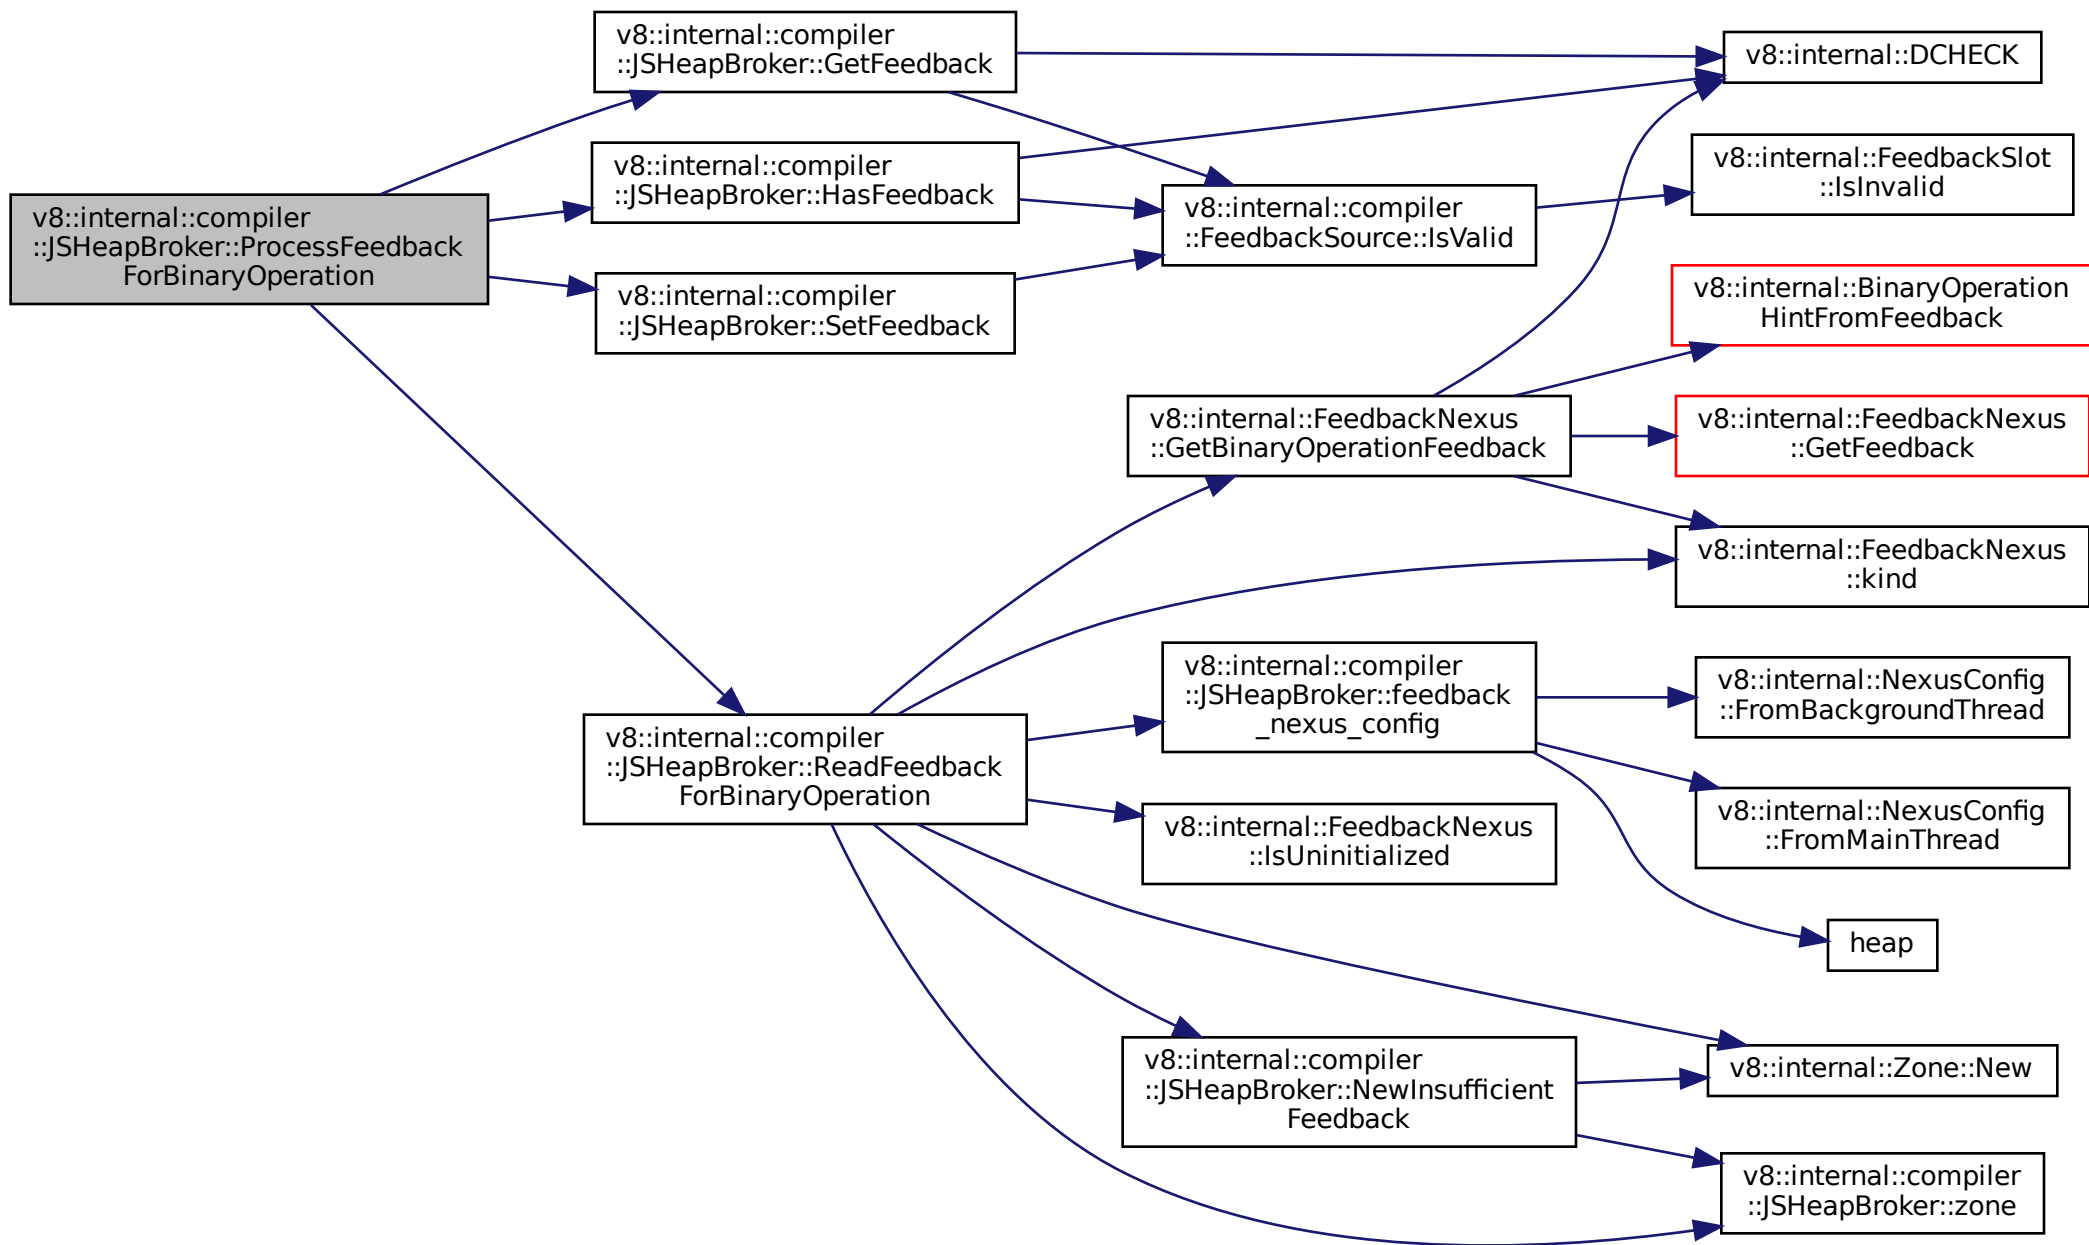 v8::internal::compiler
::JSHeapBroker::ProcessFeedback
ForBinaryOperation
v8::internal::compiler
::JSHeapBroker::GetFeedback
v8::internal::compiler
::JSHeapBroker::HasFeedback
v8::internal::compiler
::JSHeapBroker::SetFeedback
v8::internal::compiler
::JSHeapBroker::ReadFeedback
ForBinaryOperation
v8::internal::compiler
::FeedbackSource::IsValid
v8::internal::FeedbackNexus
::GetBinaryOperationFeedback
v8::internal::compiler
::JSHeapBroker::feedback
_nexus_config
v8::internal::FeedbackNexus
::IsUninitialized
v8::internal::compiler
::JSHeapBroker::NewInsufficient
Feedback
v8::internal::DCHECK
v8::internal::FeedbackSlot
::IsInvalid
v8::internal::BinaryOperation
HintFromFeedback
v8::internal::FeedbackNexus
::GetFeedback
v8::internal::FeedbackNexus
::kind
v8::internal::NexusConfig
::FromBackgroundThread
v8::internal::NexusConfig
::FromMainThread
heap
v8::internal::Zone::New
v8::internal::compiler
::JSHeapBroker::zone